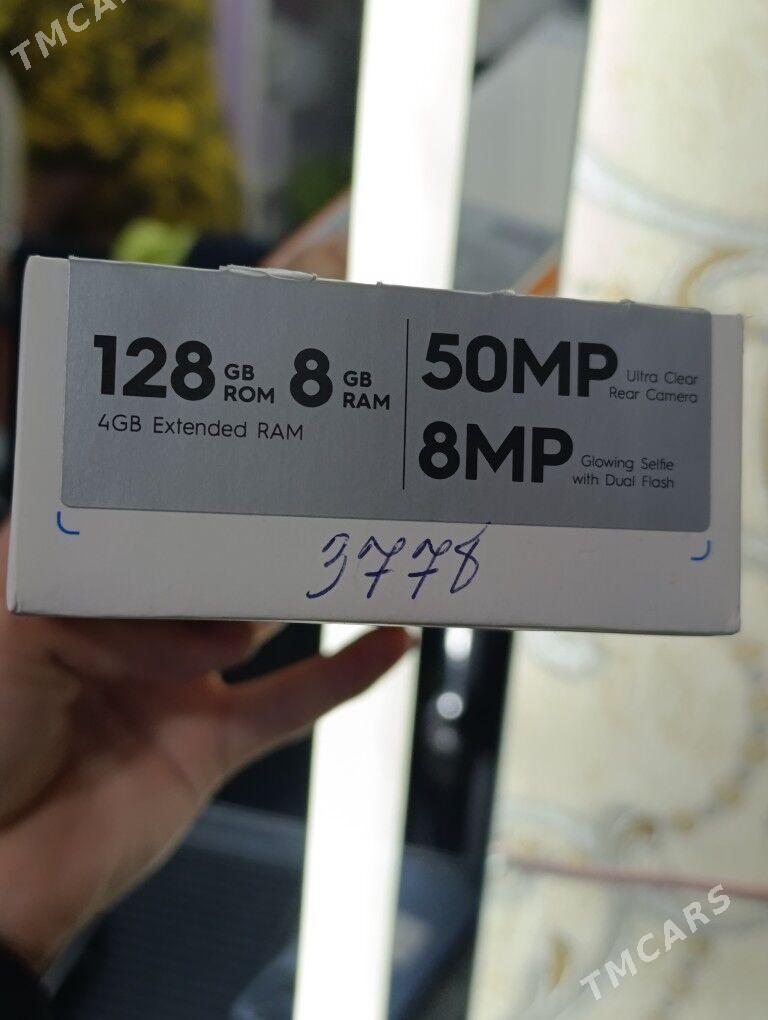 TMCARS
128 GB ROM 8 GB RAM
4GB Extended RAM
50MP Ultra Clear Rear Camera
8MP Glowing Selfie with Dual Flash
3778
TMCARS